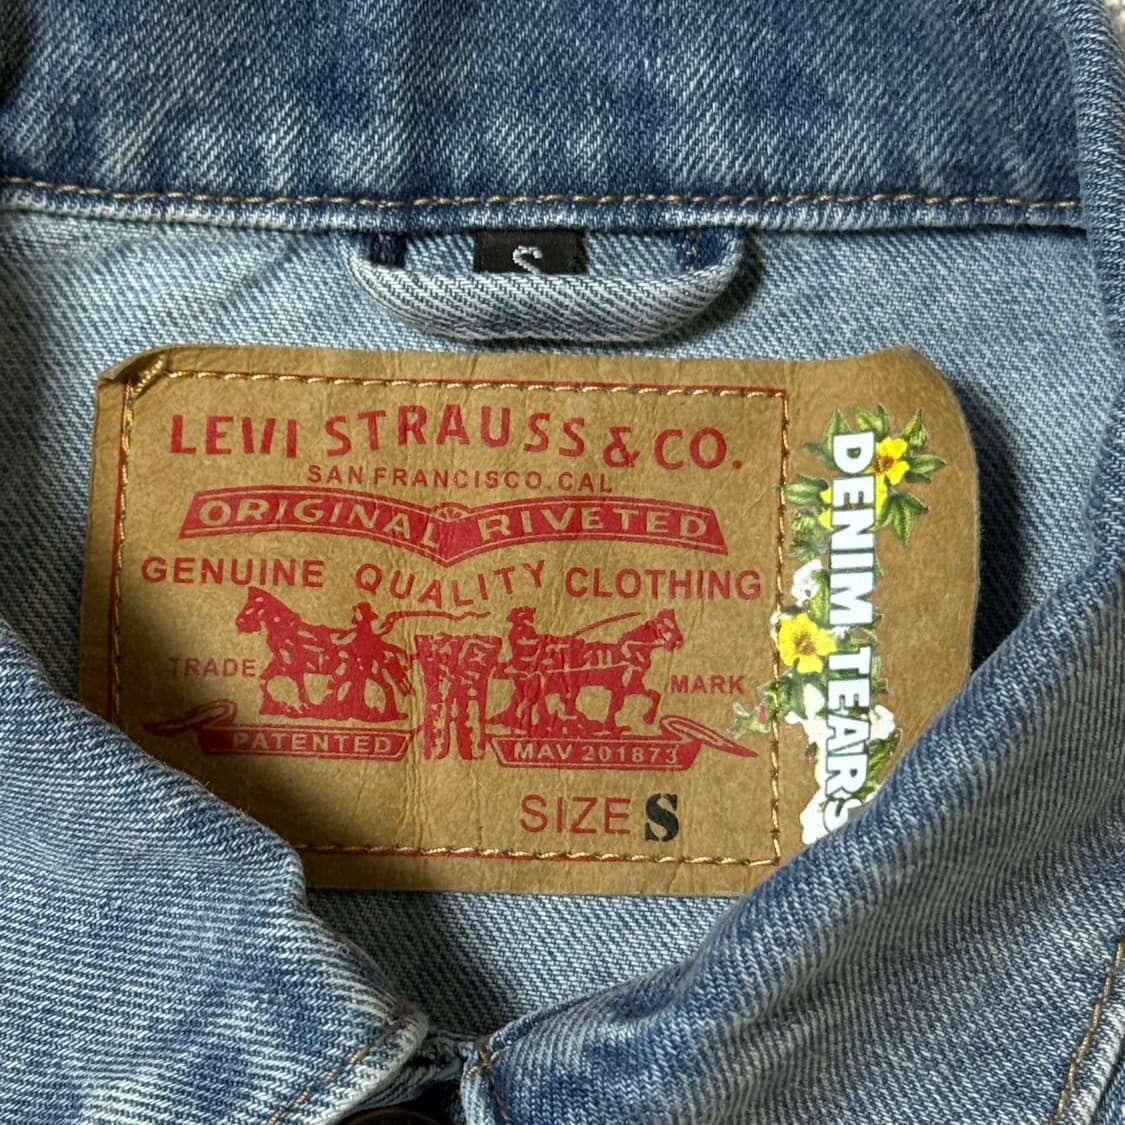 S
LEVI STRAUSS & CO.
SAN FRANCISCO. CAL
ORIGINAL RIVETED
GENUINE QUALITY CLOTHING
TRADE MARK
PATENTED MAV 201873
SIZE S
DENIM TEARS